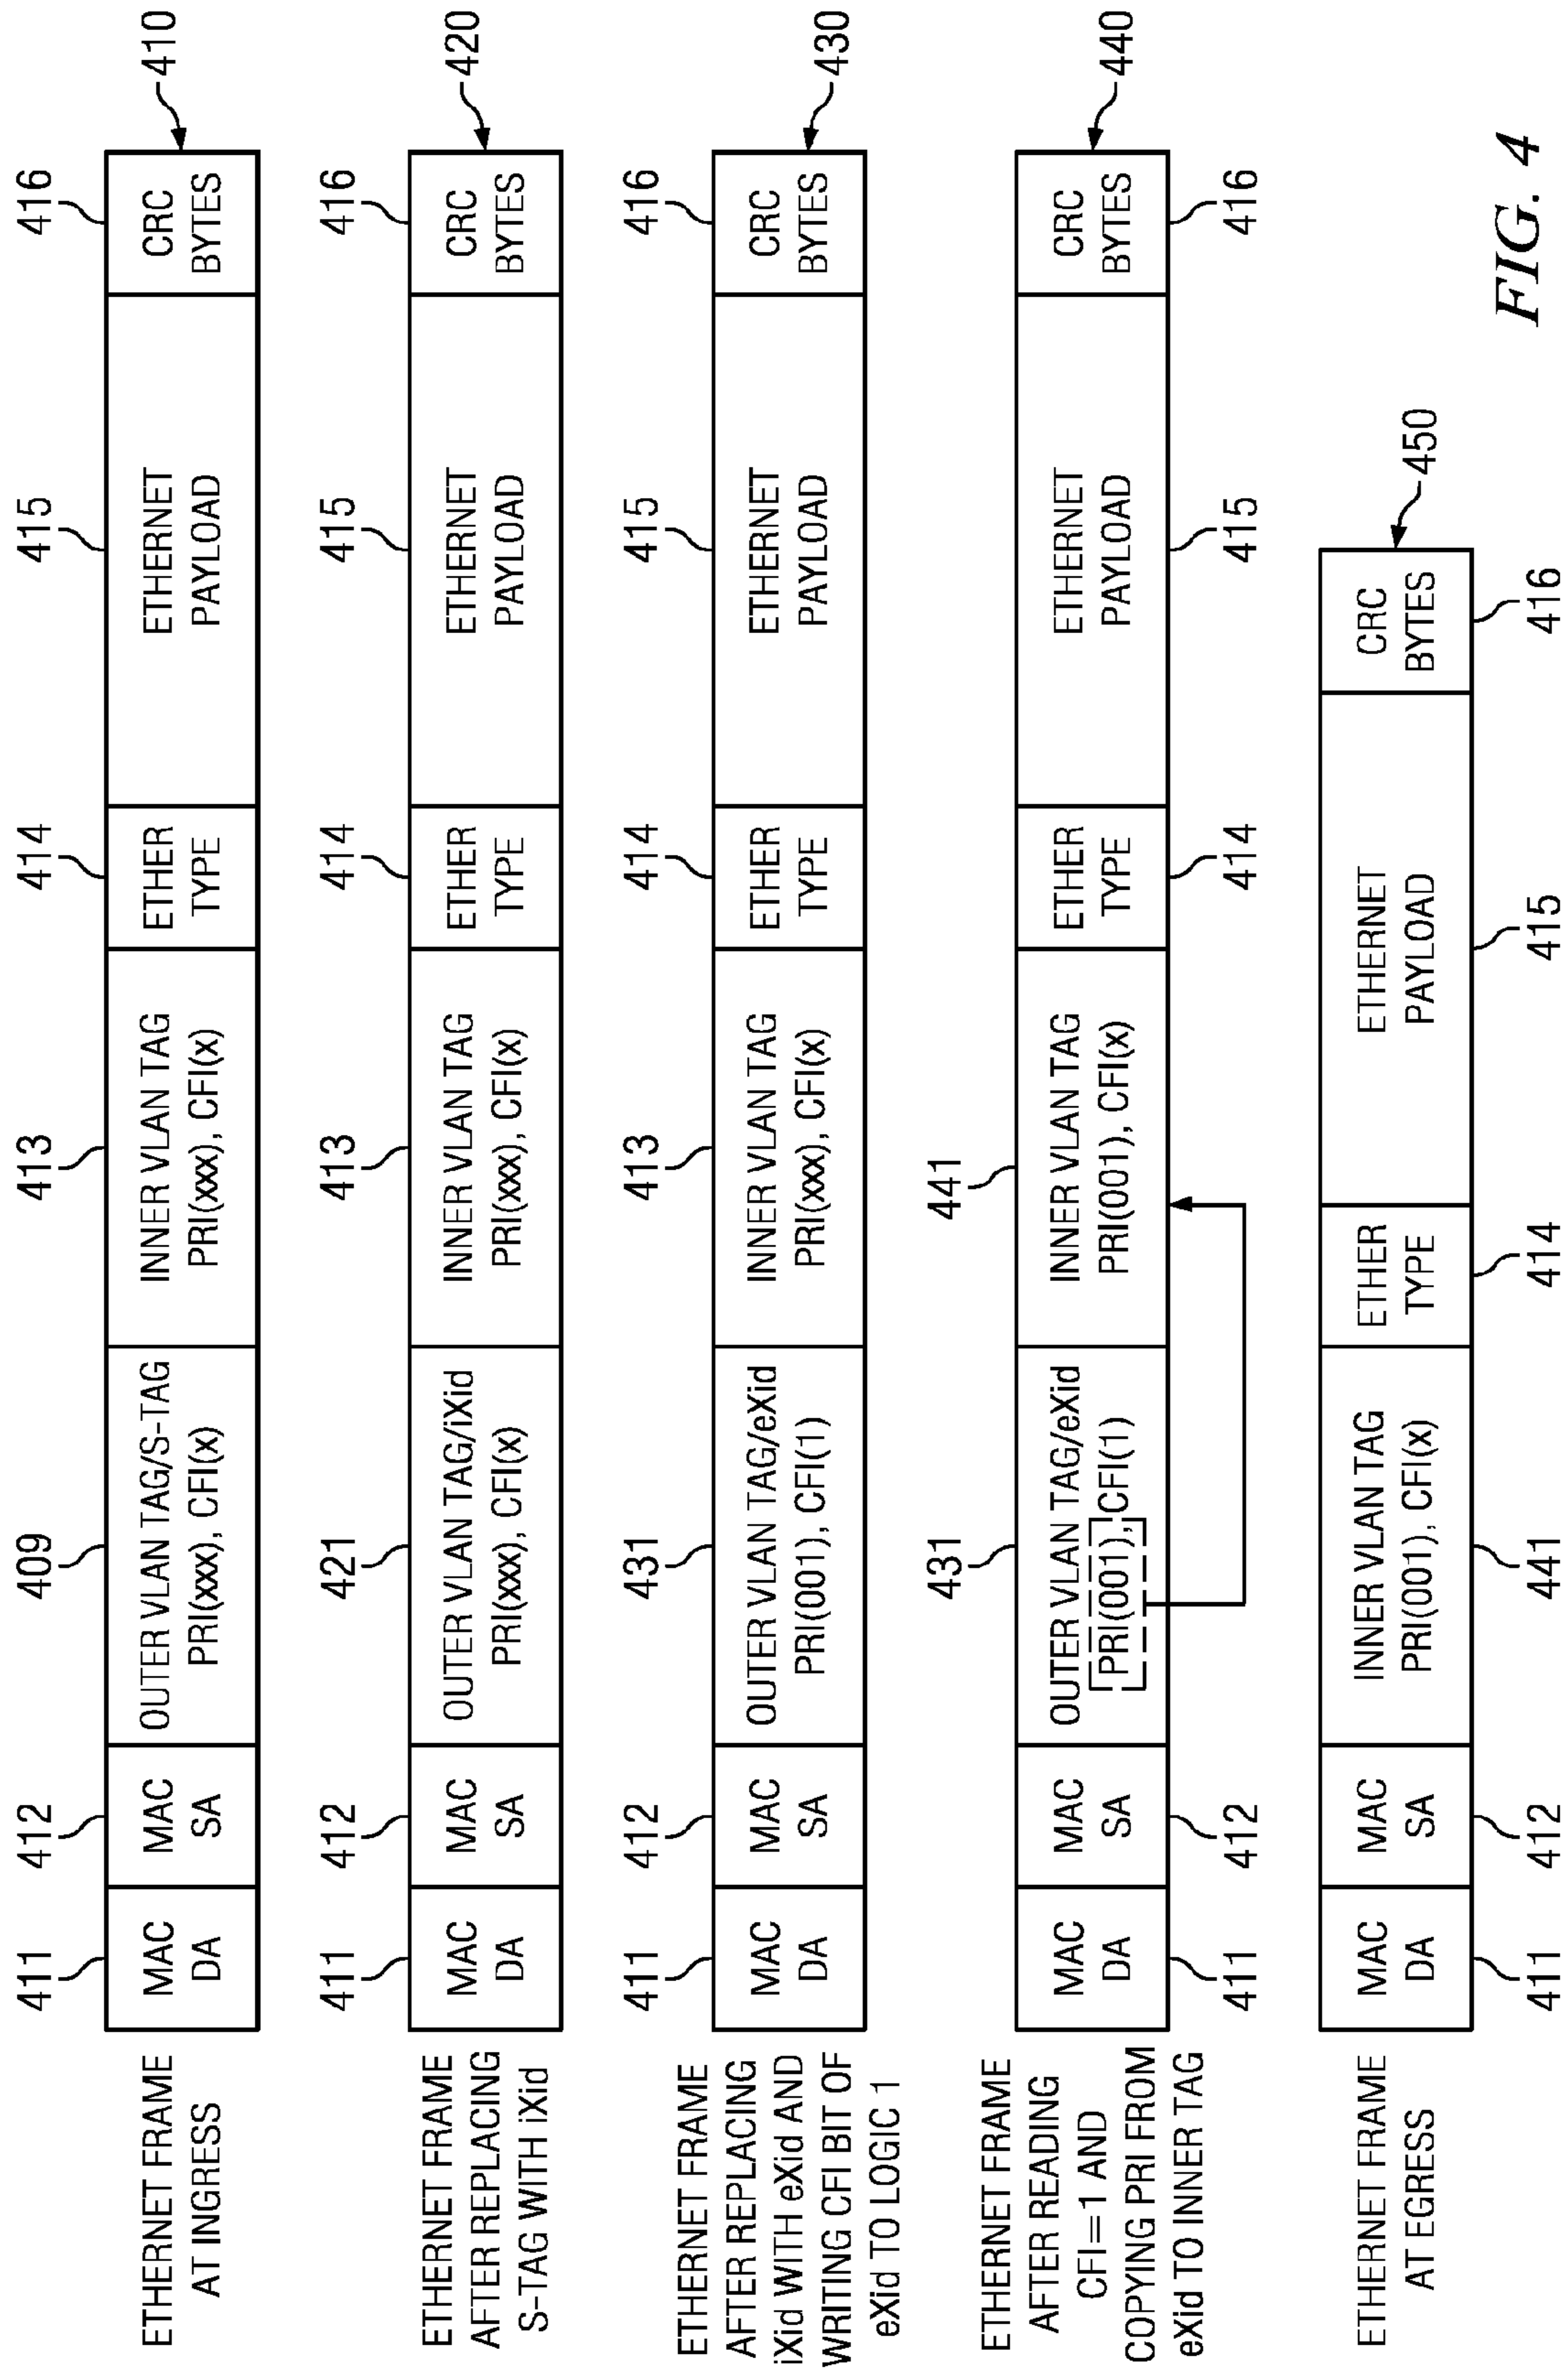 ETHERNET FRAME
AT INGRESS
411
412
409
413
414
415
416
410
MAC
DA
MAC
SA
OUTER VLAN TAG/S-TAG
PRI(xxx), CFI(x)
INNER VLAN TAG
PRI(xxx), CFI(x)
ETHER
TYPE
ETHERNET
PAYLOAD
CRC
BYTES
ETHERNET FRAME
AFTER REPLACING
S-TAG WITH iXid
411
412
421
413
414
415
416
420
MAC
DA
MAC
SA
OUTER VLAN TAG/iXid
PRI(xxx), CFI(x)
INNER VLAN TAG
PRI(xxx), CFI(x)
ETHER
TYPE
ETHERNET
PAYLOAD
CRC
BYTES
ETHERNET FRAME
AFTER REPLACING
iXid WITH eXid AND
WRITING CFI BIT OF
eXid TO LOGIC 1
411
412
431
413
414
415
416
430
MAC
DA
MAC
SA
OUTER VLAN TAG/eXid
PRI(001), CFI(1)
INNER VLAN TAG
PRI(xxx), CFI(x)
ETHER
TYPE
ETHERNET
PAYLOAD
CRC
BYTES
ETHERNET FRAME
AFTER READING
CFI=1 AND
COPYING PRI FROM
eXid TO INNER TAG
431
441
440
MAC
DA
MAC
SA
OUTER VLAN TAG/eXid
PRI(001), CFI(1)
INNER VLAN TAG
PRI(001), CFI(x)
ETHER
TYPE
ETHERNET
PAYLOAD
CRC
BYTES
411
412
414
415
416
ETHERNET FRAME
AT EGRESS
450
MAC
DA
MAC
SA
INNER VLAN TAG
PRI(001), CFI(x)
ETHER
TYPE
ETHERNET
PAYLOAD
CRC
BYTES
411
412
441
414
415
416
FIG. 4